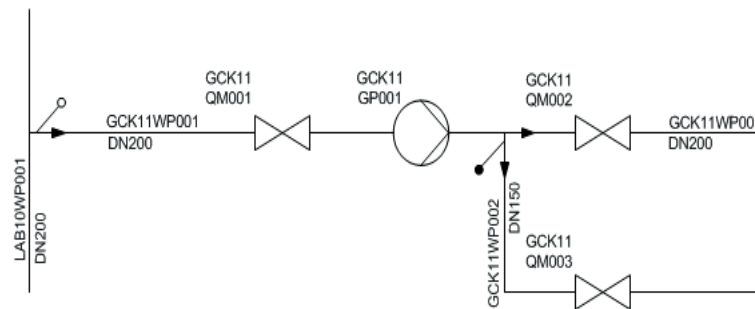 GCK11
QM001
GCK11
GP001
GCK11
QM002
GCK11WP001
DN200
GCK11WP00
DN200
LAB10WP001
DN200
GCK11WP002
DN150
GCK11
QM003